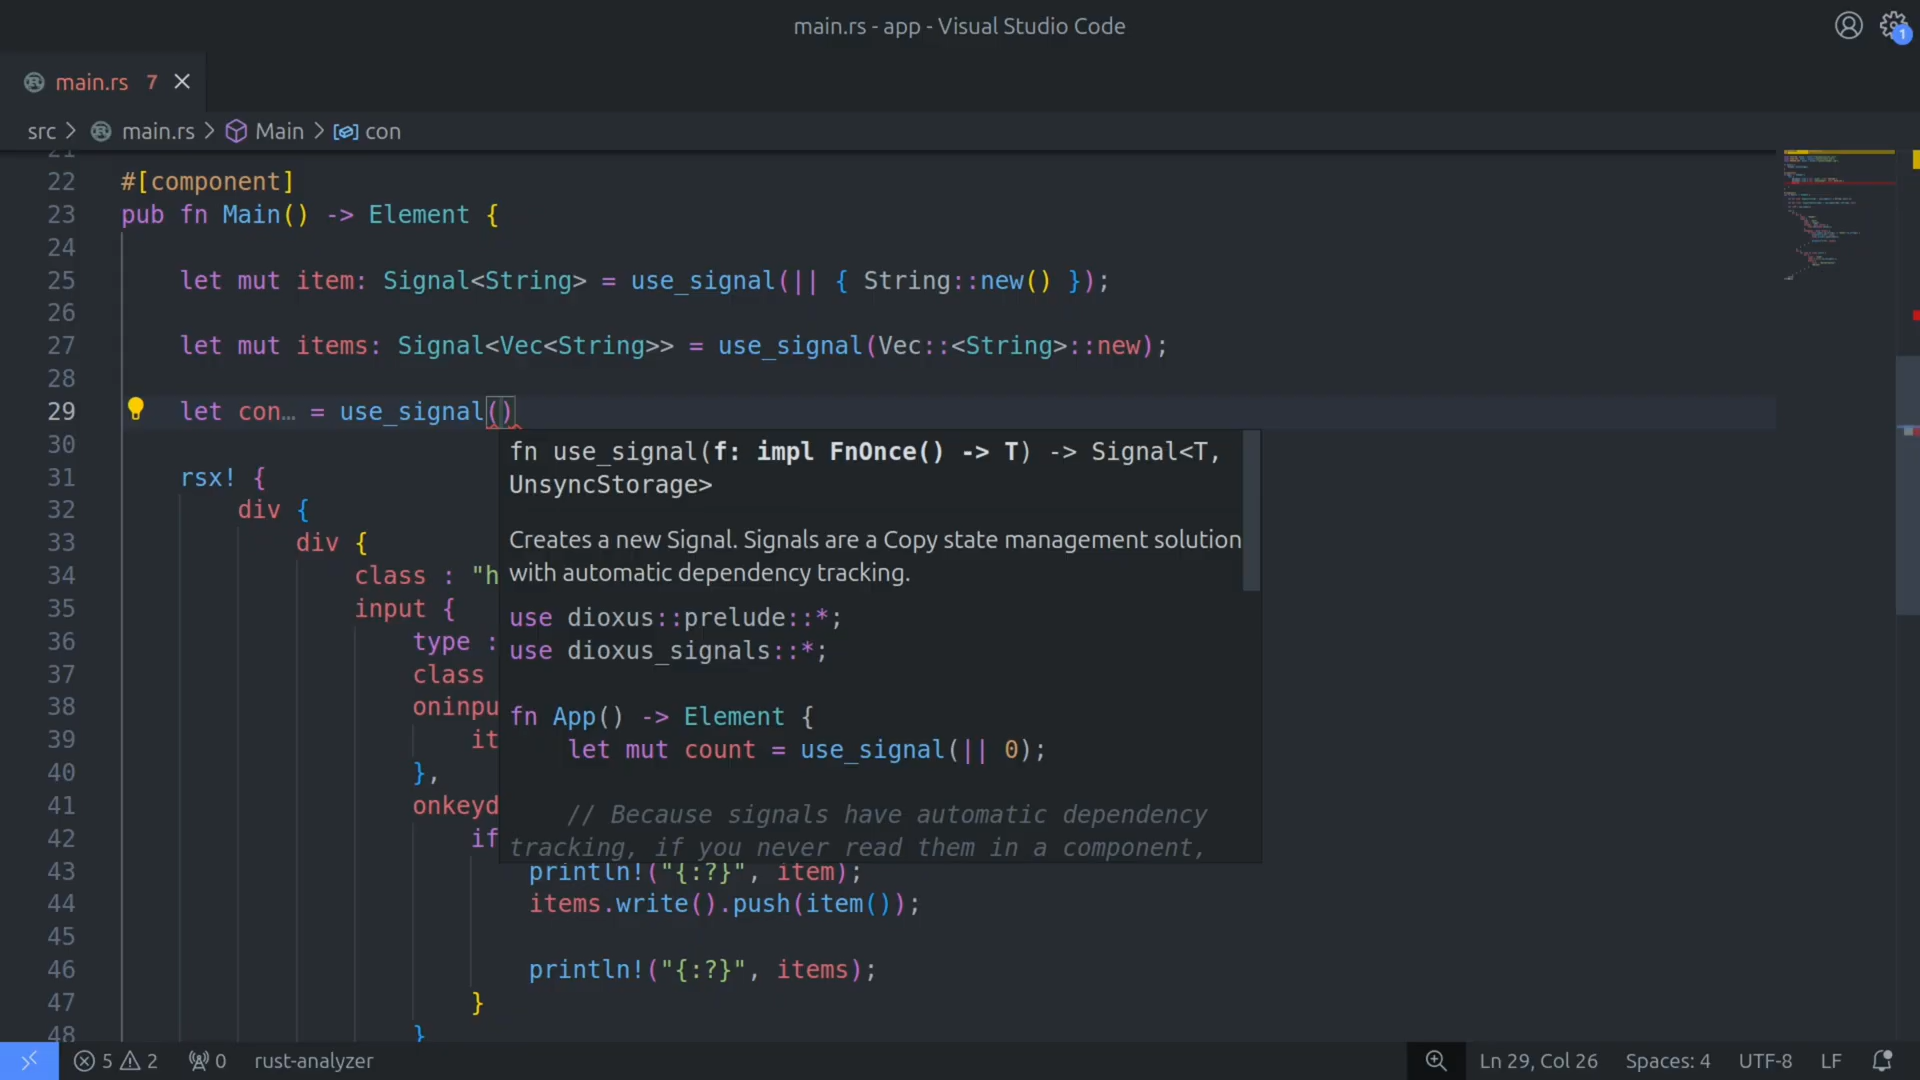 main.rs - app - Visual Studio Code
1
main.rs 7
src > main.rs > Main > con
21
22 #[component]
23 pub fn Main() -> Element {
24
25 let mut item: Signal<String> = use_signal(|| { String::new() });
26
27 let mut items: Signal<Vec<String>> = use_signal(Vec::<String>::new);
28
29 let con… = use_signal()
fn use_signal(f: impl FnOnce() -> T) -> Signal<T,
UnsyncStorage>
Creates a new Signal. Signals are a Copy state management solution
with automatic dependency tracking.
use dioxus::prelude::*;
use dioxus_signals::*;
fn App() -> Element {
let mut count = use_signal(|| 0);
// Because signals have automatic dependency
tracking, if you never read them in a component,
30
31 rsx! {
32 div {
33 div {
34 class : "h
35 input {
36 type :
37 class
38 oninpu
39 it
40 },
41 onkeyd
42 if
43 println!("{:?}", item);
44 items.write().push(item());
45
46 println!("{:?}", items);
47 }
48 }
5 2 0 rust-analyzer Ln 29, Col 26 Spaces: 4 UTF-8 LF